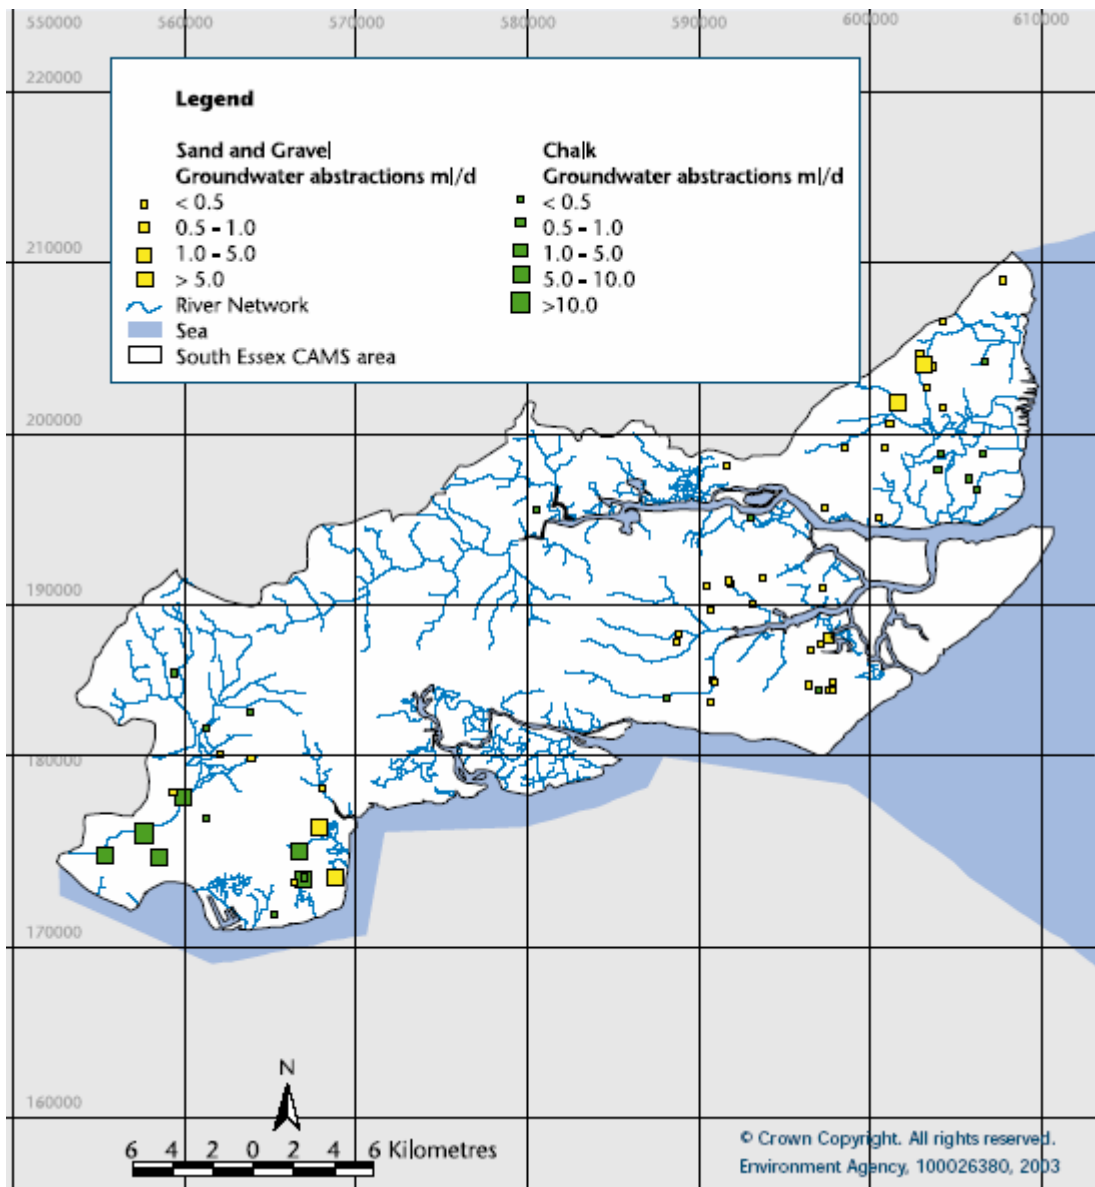 550000 560000 570000 580000 590000 600000 610000
220000
Legend
Sand and Gravel
Groundwater abstractions ml/d
< 0.5
0.5 - 1.0
1.0 - 5.0
> 5.0
River Network
Sea
South Essex CAMS area
Chalk
Groundwater abstractions ml/d
< 0.5
0.5 - 1.0
1.0 - 5.0
5.0 - 10.0
>10.0
210000
200000
190000
180000
170000
160000
N
6 4 2 0 2 4 6 Kilometres
© Crown Copyright. All rights reserved.
Environment Agency, 100026380, 2003